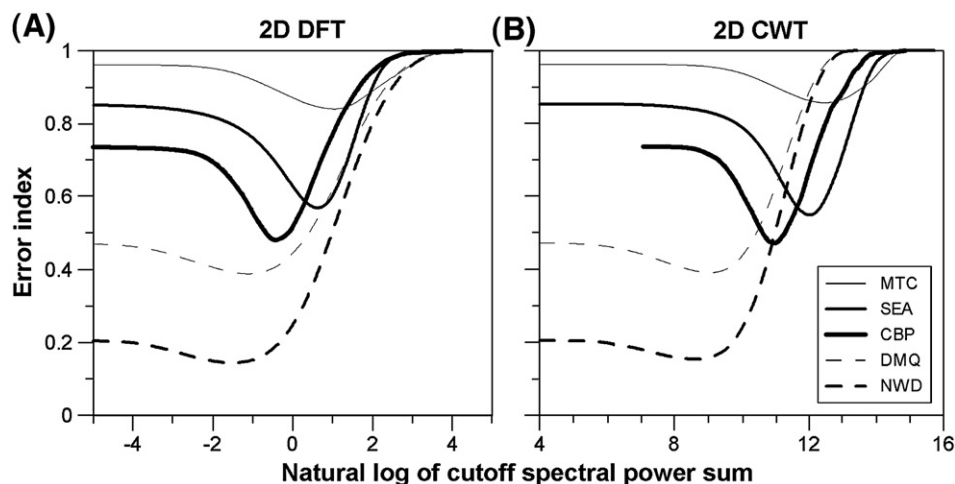 (A)
2D DFT
(B)
2D CWT
Error index
1
0.8
0.6
0.4
0.2
0
-4
-2
0
2
4
4
8
12
16
MTC
SEA
CBP
DMQ
NWD
Natural log of cutoff spectral power sum